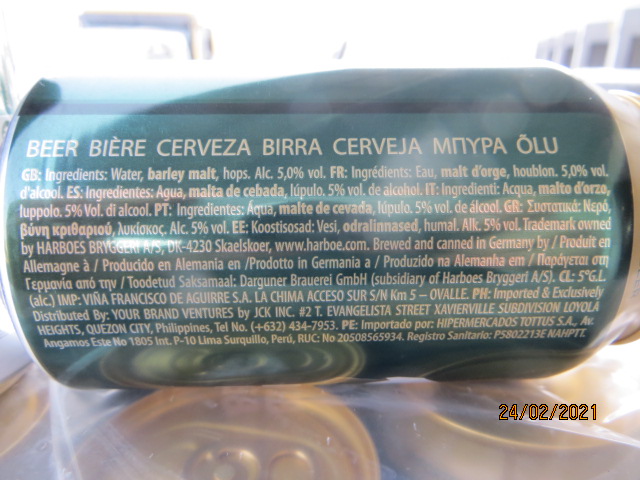 BEER BIÈRE CERVEZA BIRRA CERVEJA ΜΠΥΡΑ ÕLU
GB: Ingredients: Water, barley malt, hops. Alc. 5,0% vol. FR: Ingrédients: Eau, malt d'orge, houblon. 5,0% vol.
d'alcool. ES: Ingredientes: Agua, malta de cebada, lúpulo. 5% vol. de alcohol. IT: Ingredienti: Acqua, malto d'orzo,
luppolo. 5% Vol. di alcool. PT: Ingredientes: Água, malte de cevada, lúpulo. 5% vol. de álcool. GR: Συστατικά: Νερό,
βύνη κριθαριού, λυκίσκος. Alc. 5% vol. EE: Koostisosad: Vesi, odralinnased, humal. Alk. 5% vol. Trademark owned
by HARBOES BRYGGERI A/S, DK-4230 Skaelskoer, www.harboe.com. Brewed and canned in Germany by / Produit en
Allemagne à / Producido en Alemania en /Prodotto in Germania a / Produzido na Alemanha em / Παράγεται στη
Γερμανία από την / Toodetud Saksamaal: Darguner Brauerei GmbH (subsidiary of Harboes Bryggeri A/S). CL: 5°G.L.
(alc.) IMP: VIÑA FRANCISCO DE AGUIRRE S.A. LA CHIMA ACCESO SUR S/N Km 5 – OVALLE. PH: Imported & Exclusively
Distributed By: YOUR BRAND VENTURES by JCK INC. #2 T. EVANGELISTA STREET XAVIERVILLE SUBDIVISION LOYOLA
HEIGHTS, QUEZON CITY, Philippines, Tel No. (+632) 434-7953. PE: Importado por: HIPERMERCADOS TOTTUS S.A., Av.
Angamos Este No 1805 Int. P-10 Lima Surquillo, Perú, RUC: No 20508565934. Registro Sanitario: P5802213E NAHPTT.
24/02/2021